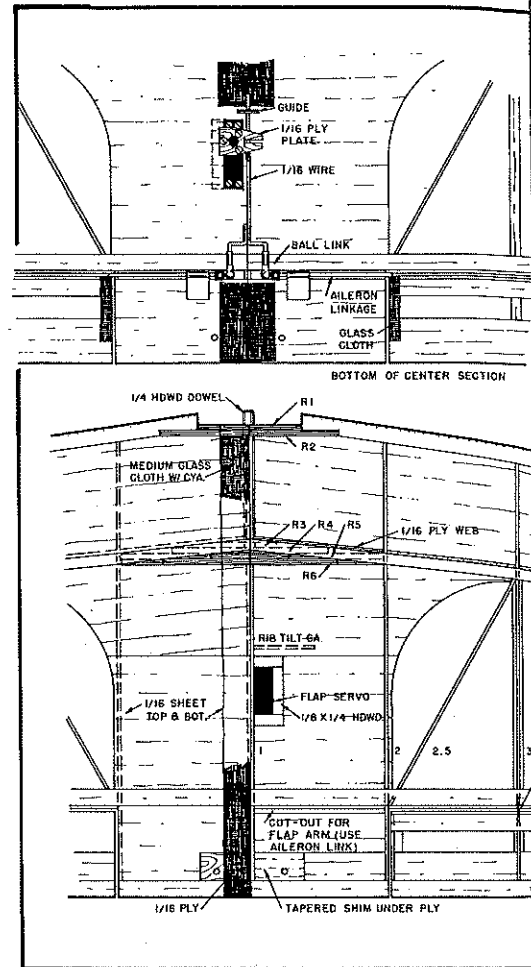 GUIDE
1/16 PLY
PLATE
1/16 WIRE
BALL LINK
AILERON
LINKAGE
GLASS
CLOTH
BOTTOM OF CENTER SECTION
1/4 HDWD DOWEL
R1
R2
MEDIUM GLASS
CLOTH W/ CYA.
R3
R4
R5
1/16 PLY WEB
R6
RIB TILT GA.
1/16 SHEET
TOP & BOT.
FLAP SERVO
1/8 X 1/4 HDWD
1
2
2.5
3
CUT-OUT FOR
FLAP ARM (USE
AILERON LINK)
1/16 PLY
TAPERED SHIM UNDER PLY